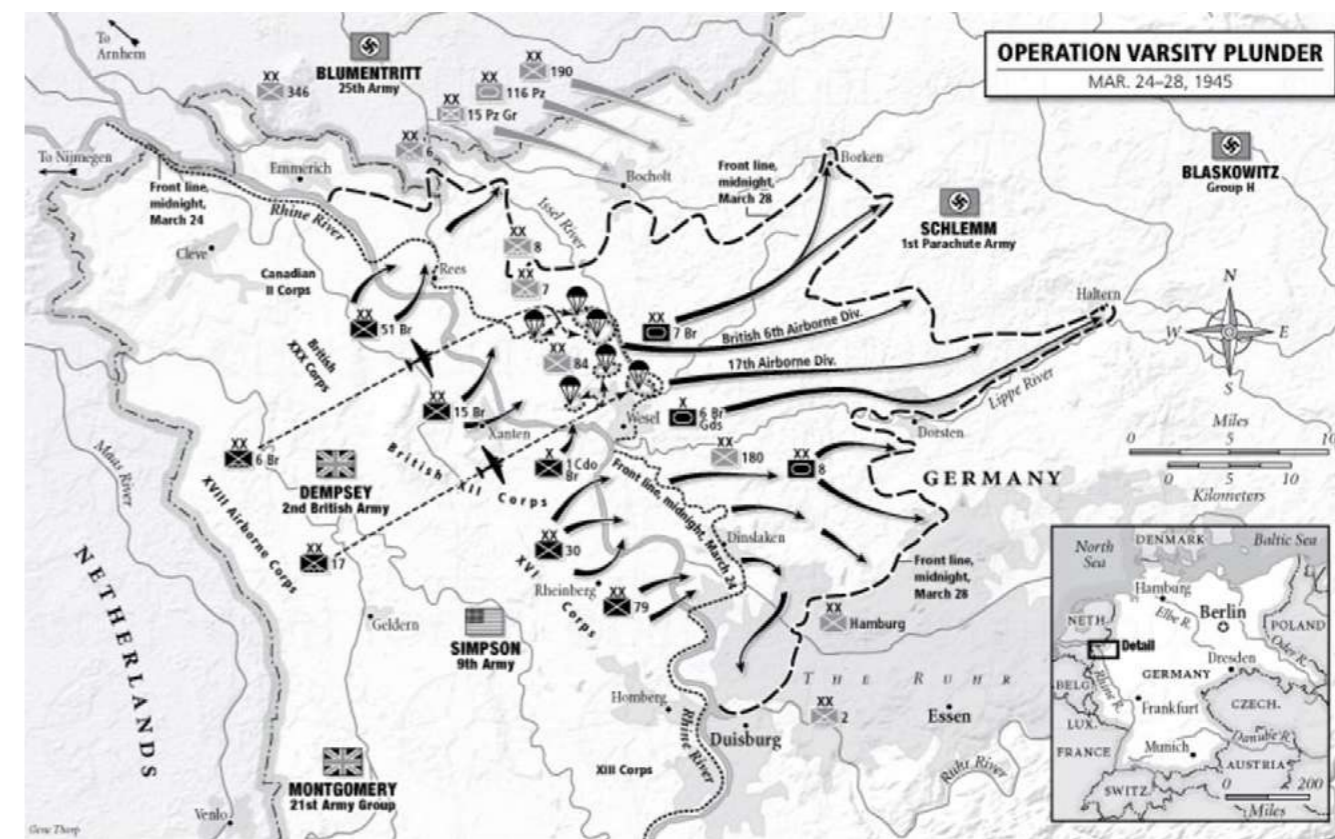 OPERATION VARSITY PLUNDER
MAR. 24–28, 1945
To
Arnhem
BLUMENTRITT
25th Army
XX
346
XX
190
XX
116 Pz
XX
15 Pz Gr
XX
6
To Nijmegen
Emmerich
Front line,
midnight,
March 24
Rhine River
Bocholt
Issel River
Front line,
midnight,
March 28
Borken
BLASKOWITZ
Group H
SCHLEMM
1st Parachute Army
Cleve
Canadian
II Corps
Rees
XX
8
XX
7
XX
51 Br
British
XXX Corps
XX
7 Br
British 6th Airborne Div.
17th Airborne Div.
XX
84
Haltern
Lippe River
N
W
E
S
Miles
0
5
10
0
5
10
Kilometers
XX
15 Br
Xanten
Wesel
X
6 Br
Gds
Dorsten
Maas River
XX
6 Br
British XII Corps
X
1 Cdo
Br
XX
180
XX
8
GERMANY
DEMPSEY
2nd British Army
XVIII Airborne Corps
Front line, midnight, March 24
XX
17
XX
30
XVI
Corps
Dinslaken
Rheinberg
XX
79
Front line,
midnight,
March 28
XX
Hamburg
NETHERLANDS
Geldern
SIMPSON
9th Army
THE RUHR
Homberg
Rhine River
XX
2
Essen
Duisburg
Ruhr River
XIII Corps
MONTGOMERY
21st Army Group
Venlo
Gene Thorp
North
Sea
DENMARK
Baltic Sea
Hamburg
Elbe R.
Berlin
NETH.
POLAND
Oder R.
Detail
Dresden
GERMANY
BELG.
Rhine R.
Frankfurt
CZECH.
LUX.
Danube R.
FRANCE
Munich
AUSTRIA
SWITZ.
0
200
Miles